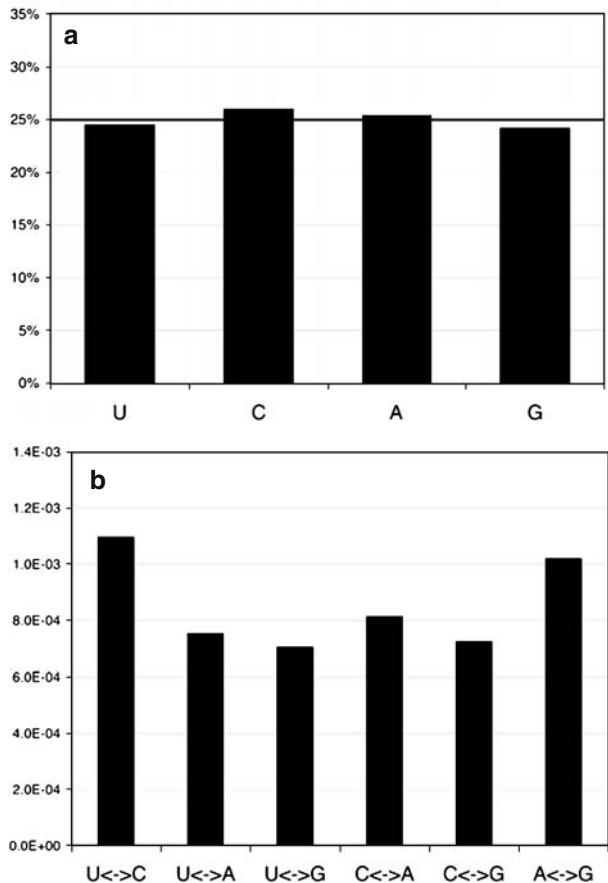 a
35%
30%
25%
20%
15%
10%
5%
0%
U C A G
b
1.4E-03
1.2E-03
1.0E-03
8.0E-04
6.0E-04
4.0E-04
2.0E-04
0.0E+00
U<->C U<->A U<->G C<->A C<->G A<->G